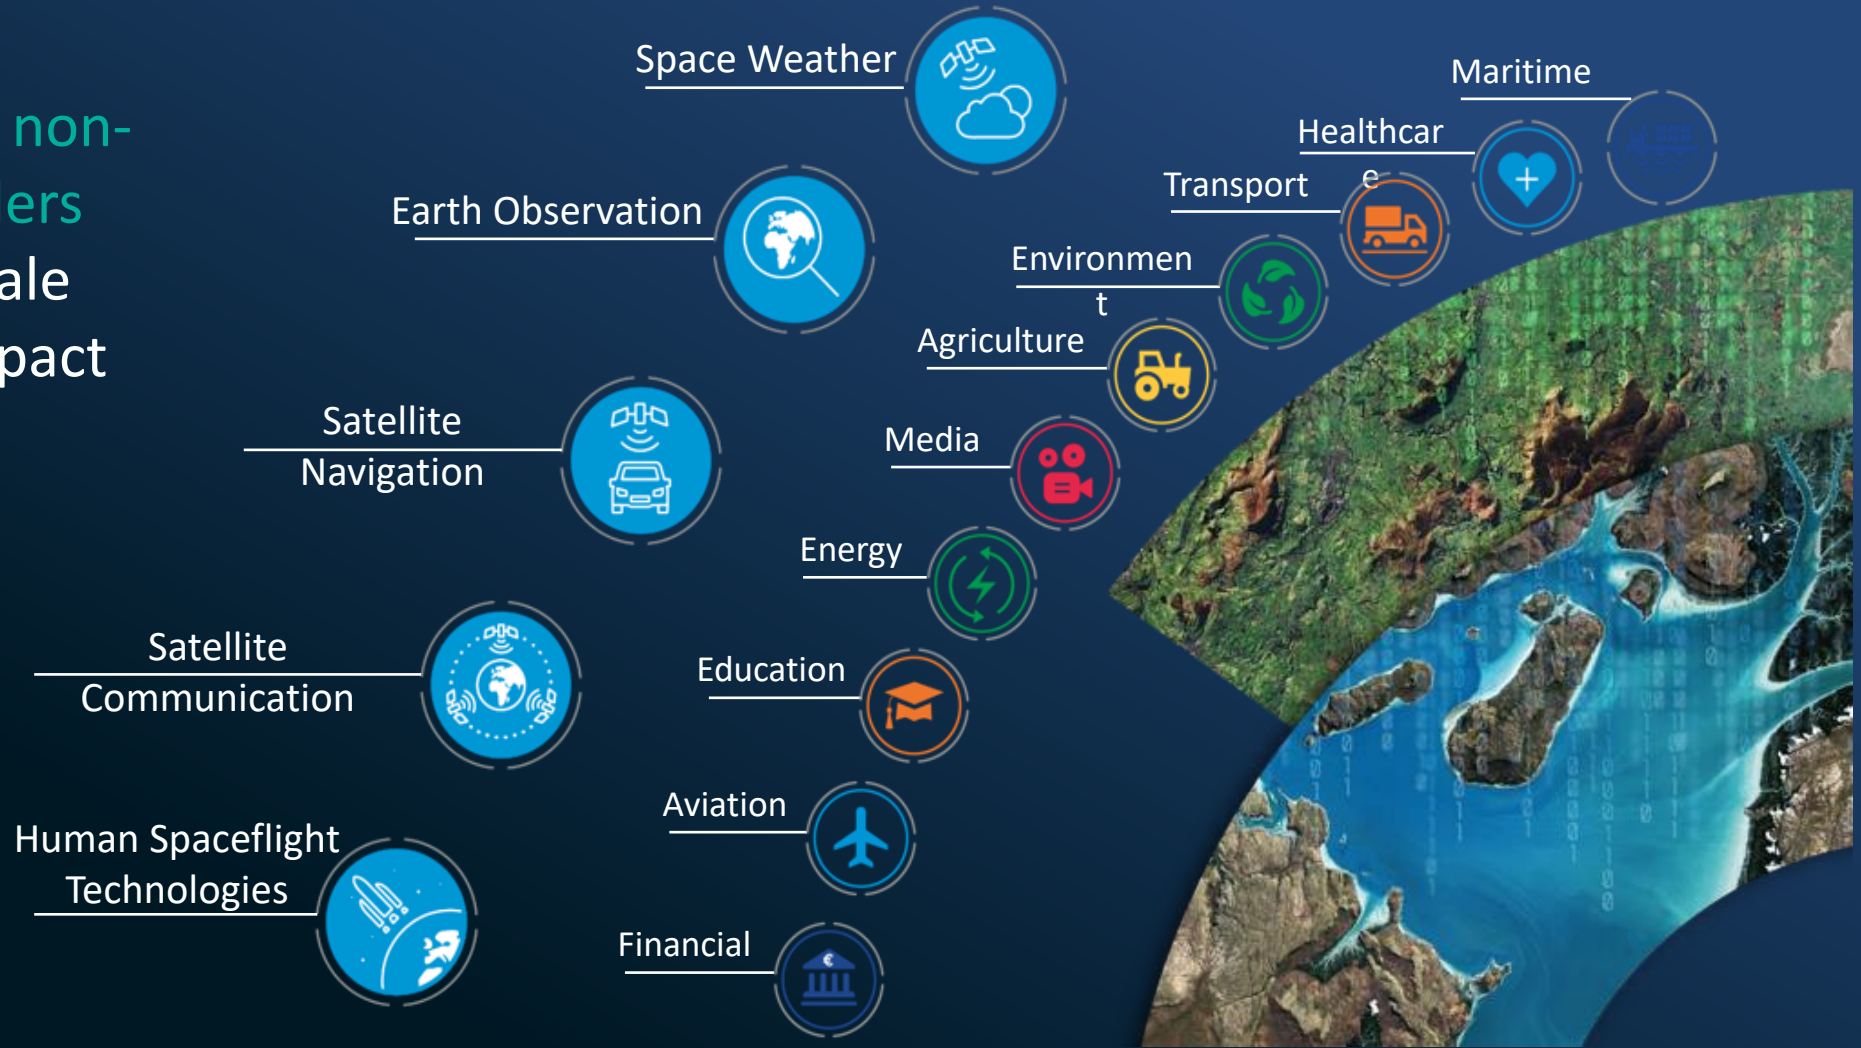 non-
ders
ale
pact
Space Weather
Earth Observation
Satellite
Navigation
Satellite
Communication
Human Spaceflight
Technologies
Maritime
Healthcar
e
Transport
Environmen
t
Agriculture
Media
Energy
Education
Aviation
Financial
€